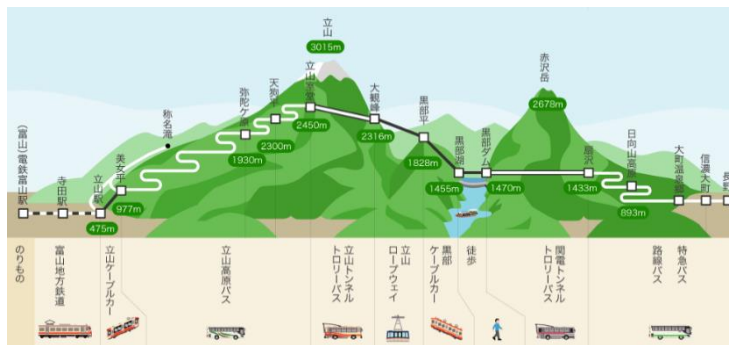 立山
3015m
赤沢岳
2678m
称名滝
弥陀ケ原
1930m
天狗平
2300m
立山室堂
2450m
大観峰
2316m
黒部平
1828m
黒部湖
1455m
黒部ダム
1470m
扇沢
1433m
日向山高原
893m
大町温泉郷
信濃大町
(富山)電鉄富山駅
寺田駅
立山駅
475m
美女平
977m
のりもの
富山地方鉄道
立山ケーブルカー
立山高原バス
立山トンネル
トロリーバス
立山
ロープウェイ
黒部
ケーブルカー
徒歩
関電トンネル
トロリーバス
特急バス
路線バス